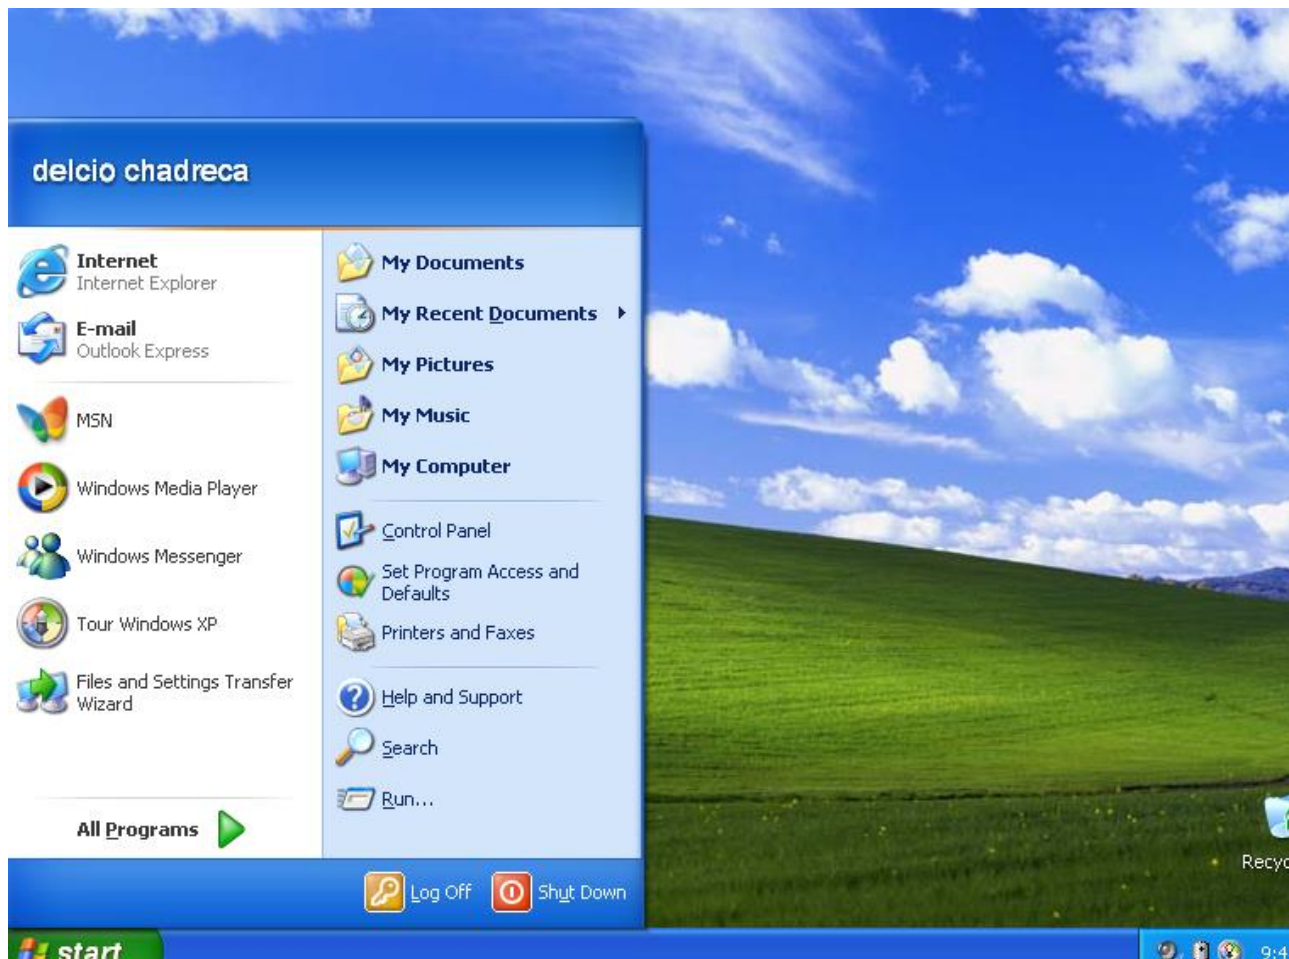 delcio chadreca
Internet
Internet Explorer
E-mail
Outlook Express
MSN
Windows Media Player
Windows Messenger
Tour Windows XP
Files and Settings Transfer
Wizard
All Programs
My Documents
My Recent Documents
My Pictures
My Music
My Computer
Control Panel
Set Program Access and
Defaults
Printers and Faxes
Help and Support
Search
Run...
Log Off
Shut Down
start